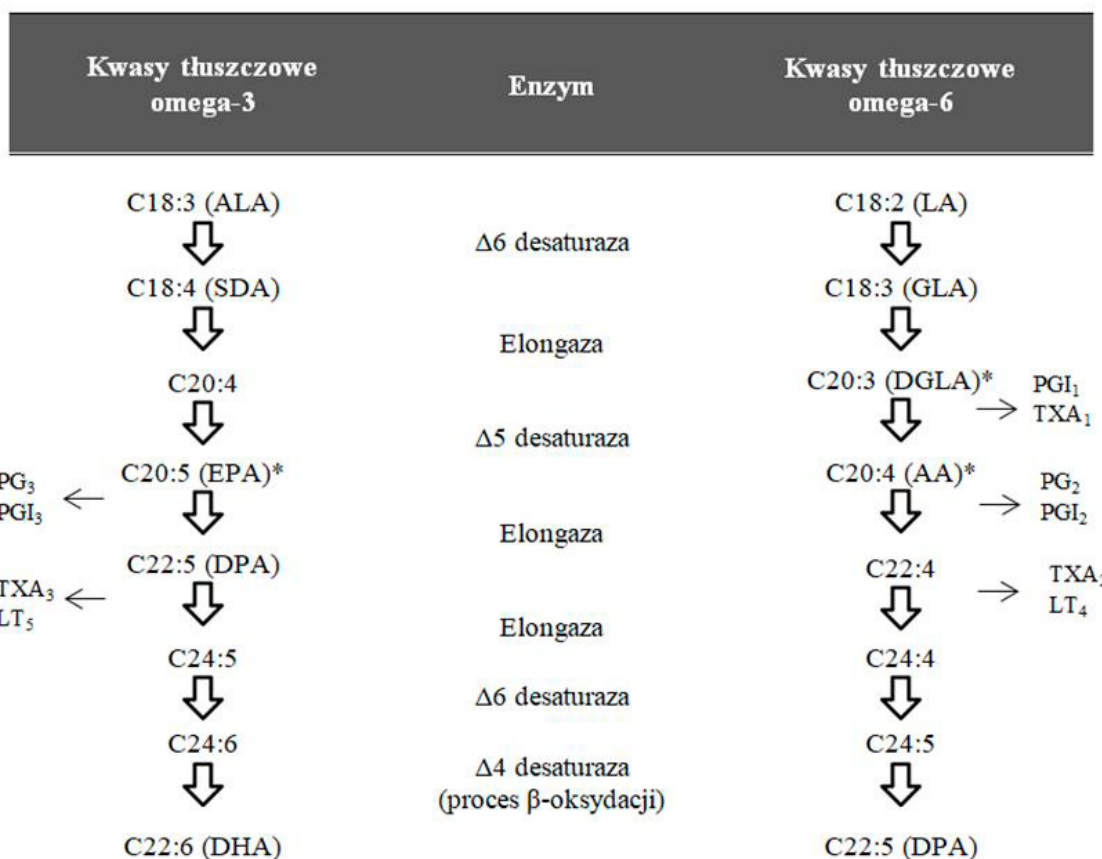 Kwasy tłuszczowe
omega-3
Enzym
Kwasy tłuszczowe
omega-6
C18:3 (ALA)
C18:2 (LA)
Δ6 desaturaza
C18:4 (SDA)
C18:3 (GLA)
Elongaza
C20:4
C20:3 (DGLA)*
PGI₁
TXA₁
Δ5 desaturaza
PG₃
PGI₃
C20:5 (EPA)*
C20:4 (AA)*
PG₂
PGI₂
Elongaza
TXA₃
LT₅
C22:5 (DPA)
C22:4
TXA
LT₄
Elongaza
C24:5
C24:4
Δ6 desaturaza
C24:6
C24:5
Δ4 desaturaza
(proces β-oksydacji)
C22:6 (DHA)
C22:5 (DPA)